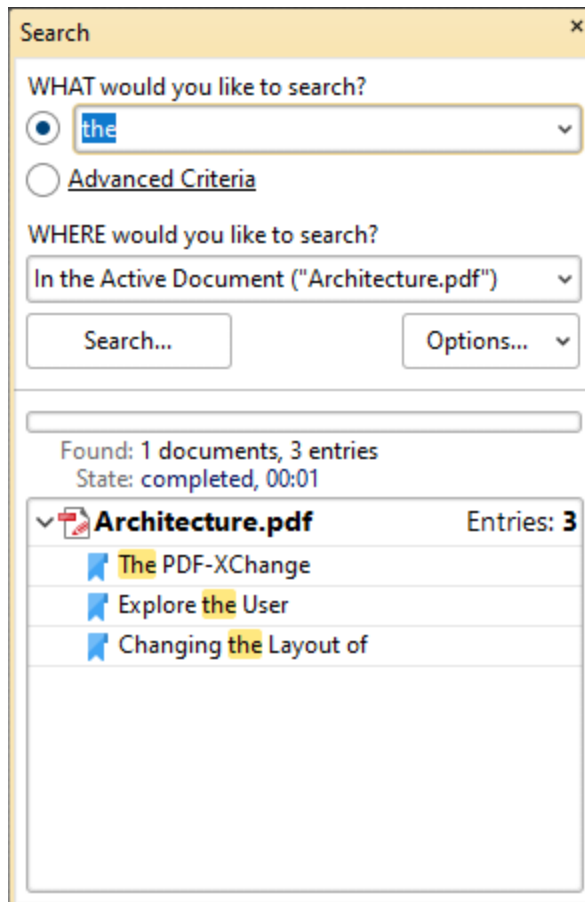 Search
WHAT would you like to search?
the
Advanced Criteria
WHERE would you like to search?
In the Active Document ("Architecture.pdf")
Search... Options...
Found: 1 documents, 3 entries
State: completed, 00:01
Architecture.pdf Entries: 3
The PDF-XChange
Explore the User
Changing the Layout of